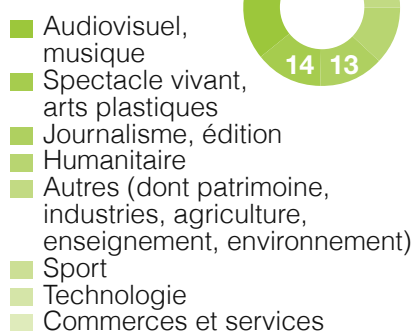 14 13
Audiovisuel,
musique
Spectacle vivant,
arts plastiques
Journalisme, édition
Humanitaire
Autres (dont patrimoine,
industries, agriculture,
enseignement, environnement)
Sport
Technologie
Commerces et services